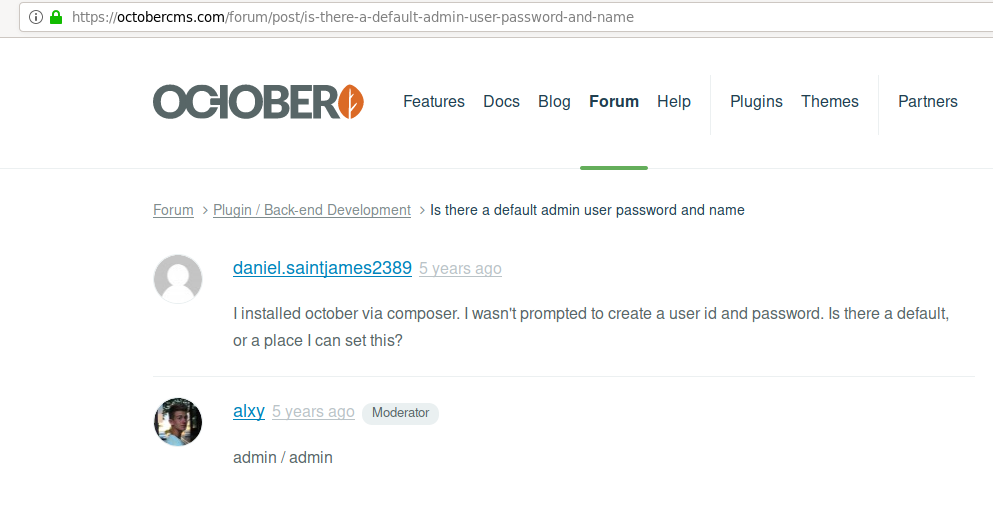 https://octobercms.com/forum/post/is-there-a-default-admin-user-password-and-name
OCTOBER
Features Docs Blog Forum Help Plugins Themes Partners
Forum > Plugin / Back-end Development > Is there a default admin user password and name
daniel.saintjames2389 5 years ago
I installed october via composer. I wasn't prompted to create a user id and password. Is there a default,
or a place I can set this?
alxy 5 years ago Moderator
admin / admin